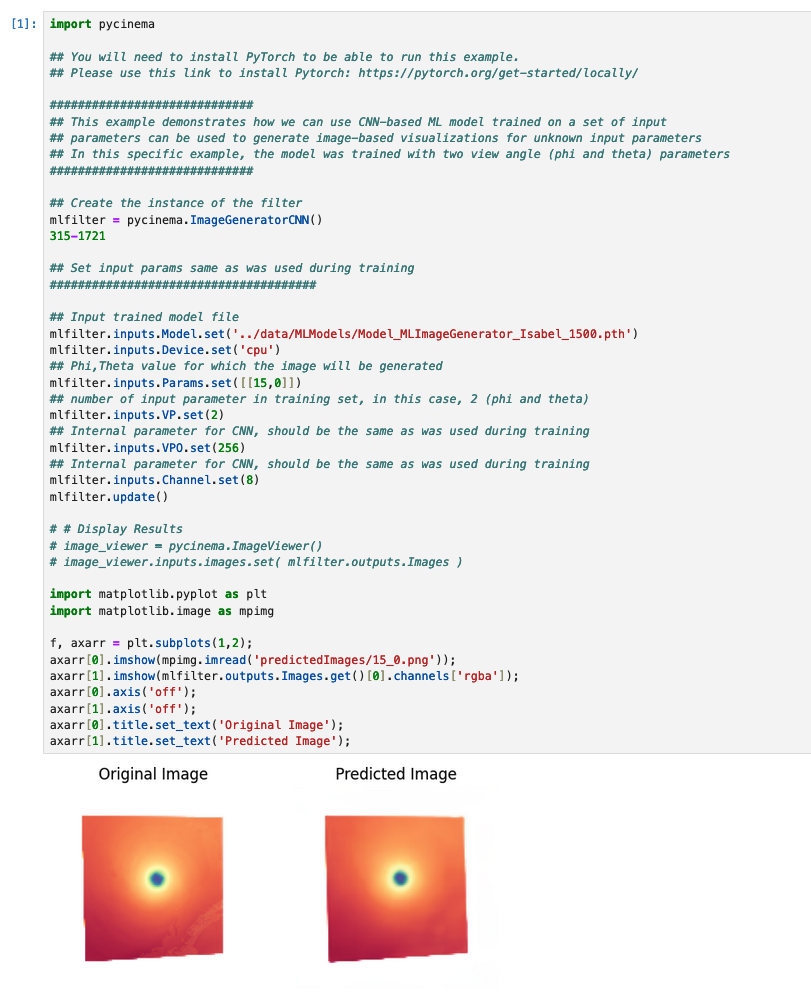 [1]: import pycinema
## You will need to install PyTorch to be able to run this example.
## Please use this link to install Pytorch: https://pytorch.org/get-started/locally/
#############################
## This example demonstrates how we can use CNN-based ML model trained on a set of input
## parameters can be used to generate image-based visualizations for unknown input parameters
## In this specific example, the model was trained with two view angle (phi and theta) parameters
#############################
## Create the instance of the filter
mlfilter = pycinema.ImageGeneratorCNN()
315-1721
## Set input params same as was used during training
######################################
## Input trained model file
mlfilter.inputs.Model.set('../data/MLModels/Model_MLImageGenerator_Isabel_1500.pth')
mlfilter.inputs.Device.set('cpu')
## Phi,Theta value for which the image will be generated
mlfilter.inputs.Params.set([[15,0]])
## number of input parameter in training set, in this case, 2 (phi and theta)
mlfilter.inputs.VP.set(2)
## Internal parameter for CNN, should be the same as was used during training
mlfilter.inputs.VPO.set(256)
## Internal parameter for CNN, should be the same as was used during training
mlfilter.inputs.Channel.set(8)
mlfilter.update()
# # Display Results
# image_viewer = pycinema.ImageViewer()
# image_viewer.inputs.images.set( mlfilter.outputs.Images )
import matplotlib.pyplot as plt
import matplotlib.image as mpimg
f, axarr = plt.subplots(1,2);
axarr[0].imshow(mpimg.imread('predictedImages/15_0.png'));
axarr[1].imshow(mlfilter.outputs.Images.get()[0].channels['rgba']);
axarr[0].axis('off');
axarr[1].axis('off');
axarr[0].title.set_text('Original Image');
axarr[1].title.set_text('Predicted Image');
Original Image Predicted Image